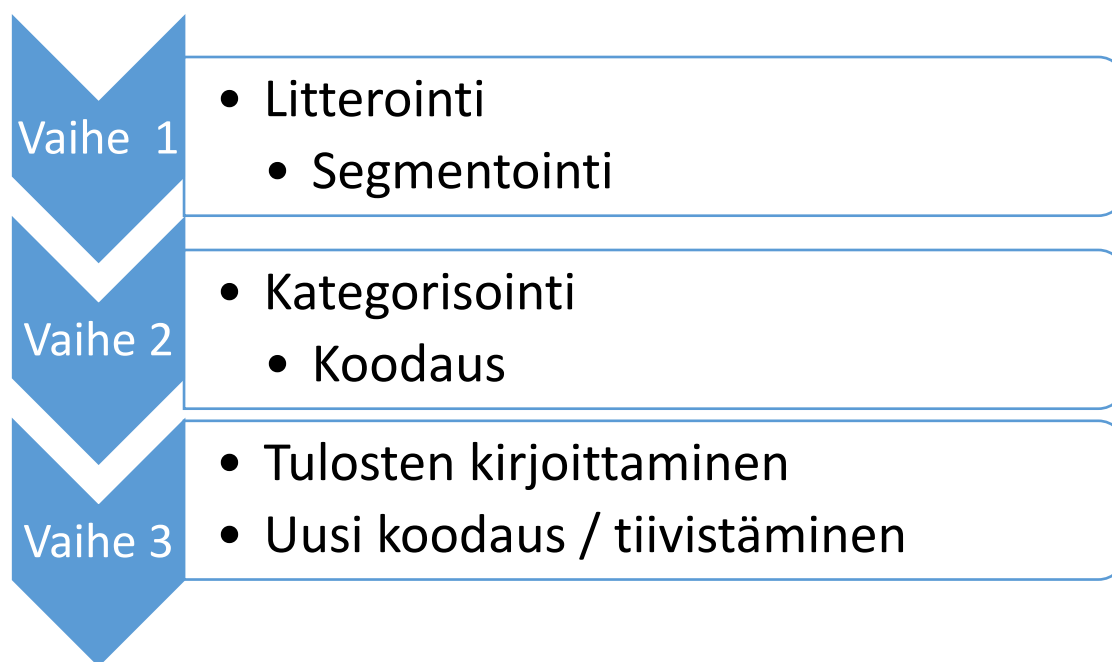 Vaihe 1
• Litterointi
• Segmentointi
Vaihe 2
• Kategorisointi
• Koodaus
Vaihe 3
• Tulosten kirjoittaminen
• Uusi koodaus / tiivistäminen